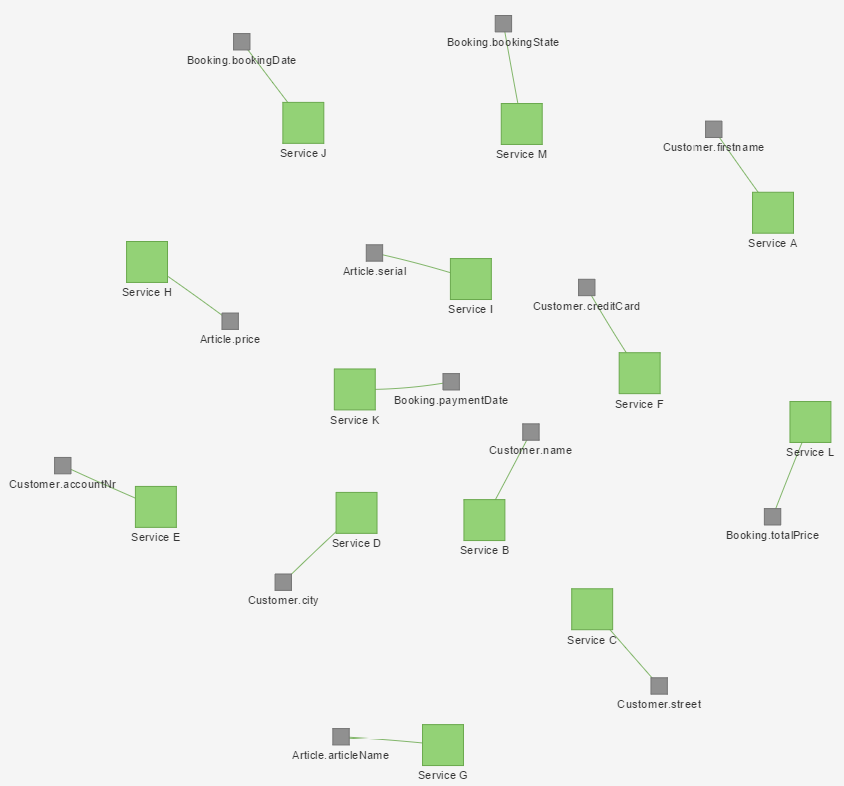 Booking.bookingState
Booking.bookingDate
Service J
Service M
Customer.firstname
Service A
Article.serial
Service H
Service I
Customer.creditCard
Article.price
Booking.paymentDate
Service F
Service K
Customer.name
Service L
Customer.accountNr
Service E
Service D
Service B
Booking.totalPrice
Customer.city
Service C
Customer.street
Article.articleName
Service G